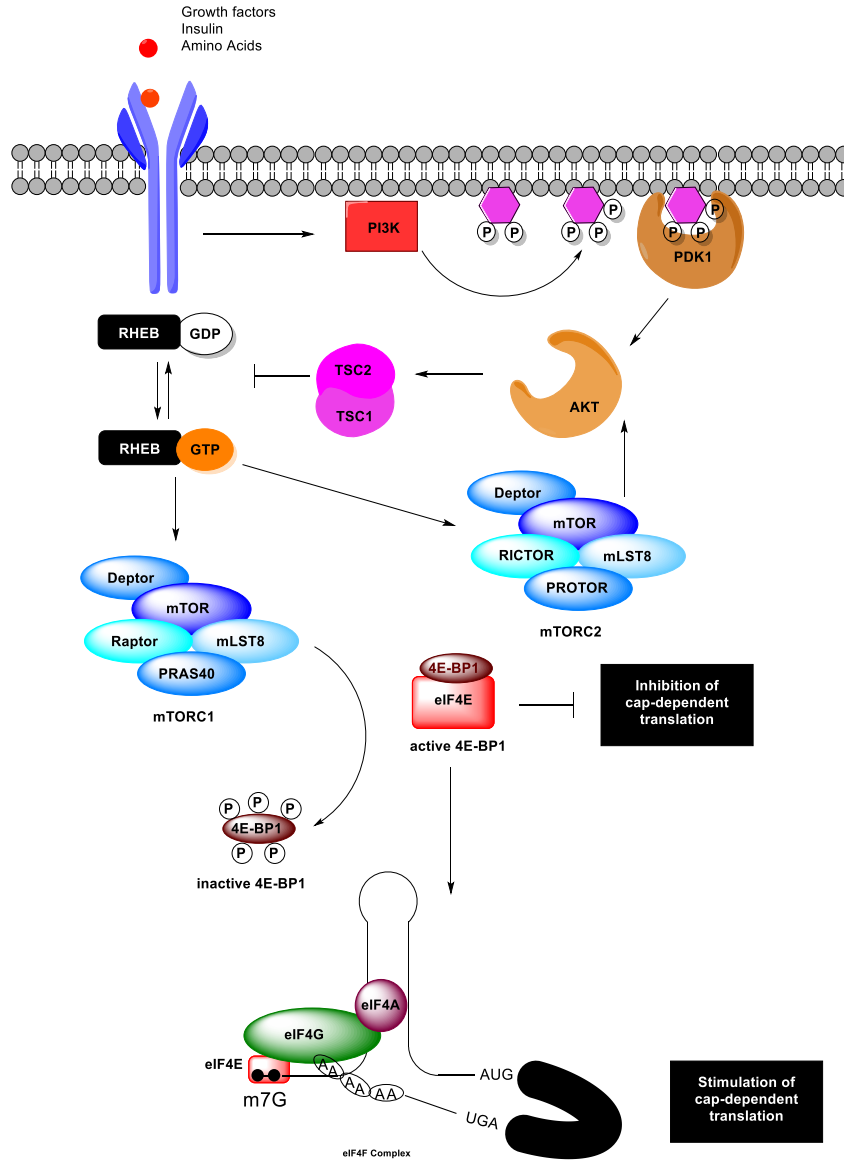 Growth factors
Insulin
Amino Acids
PI3K
P
P
P
P
P
P
P
P
PDK1
RHEB
GDP
TSC2
TSC1
AKT
RHEB
GTP
Deptor
mTOR
RICTOR
mLST8
PROTOR
mTORC2
Deptor
mTOR
Raptor
mLST8
PRAS40
mTORC1
4E-BP1
eIF4E
active 4E-BP1
Inhibition of
cap-dependent
translation
P
P
P
4E-BP1
P
P
inactive 4E-BP1
eIF4A
eIF4G
eIF4E
m7G
AA
AA
AA
AUG
UGA
Stimulation of
cap-dependent
translation
eIF4F Complex